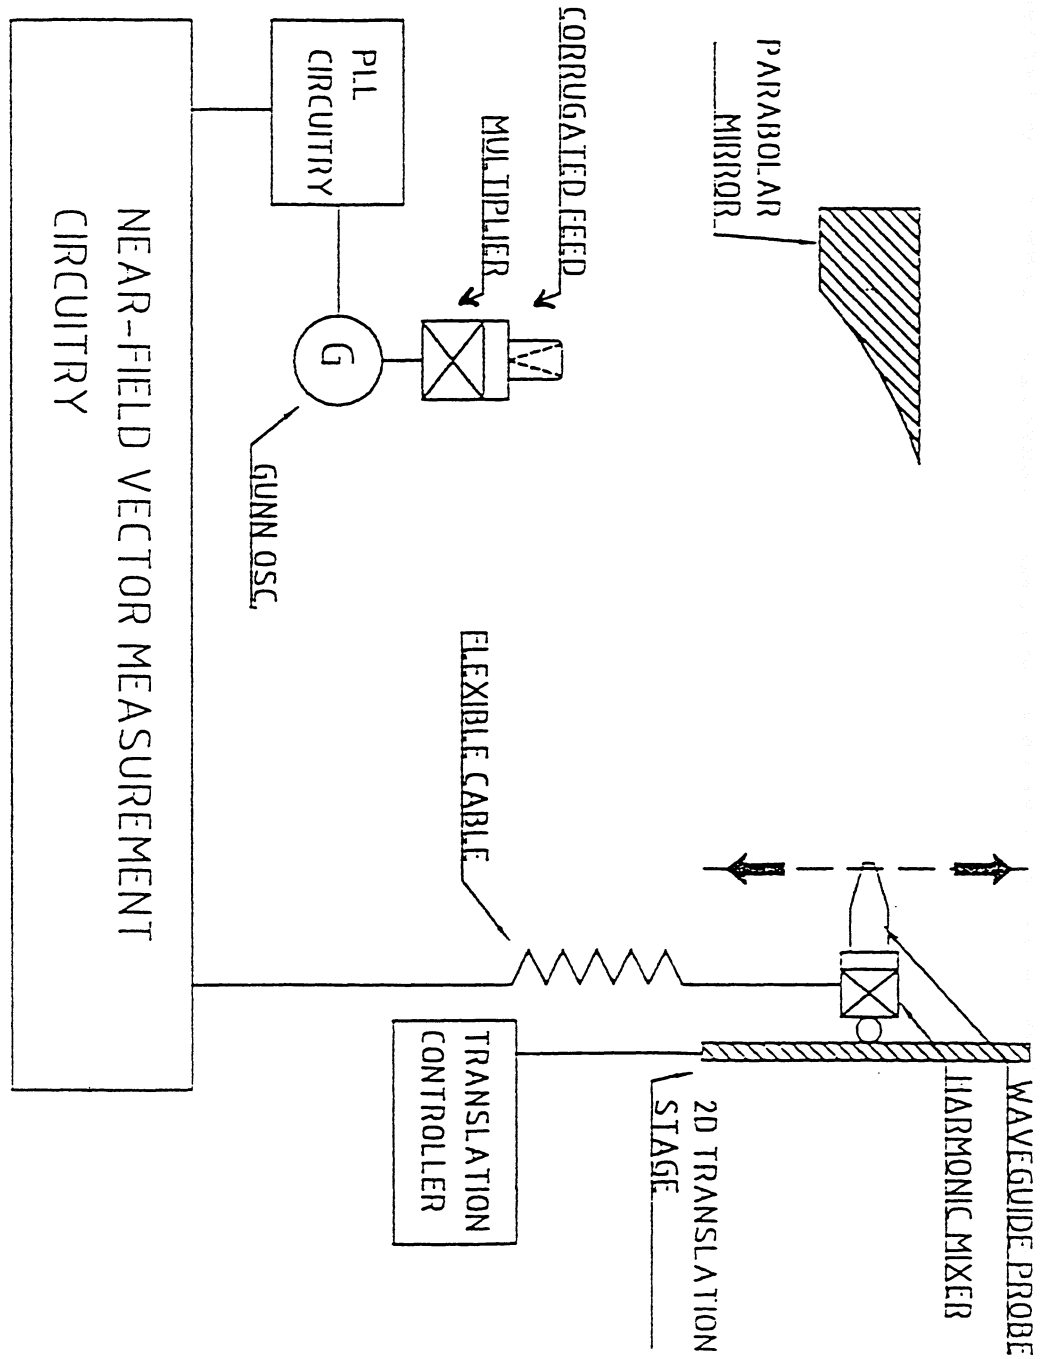 PARABOLAR
MIRROR
CORRUGATED FEED
MULTIPLIER
PLL
CIRCUITRY
G
GUNN OSC.
FLEXIBLE CABLE
WAVEGUIDE PROBE
HARMONIC MIXER
2D TRANSLATION
STAGE
TRANSLATION
CONTROLLER
NEAR-FIELD VECTOR MEASUREMENT
CIRCUITRY